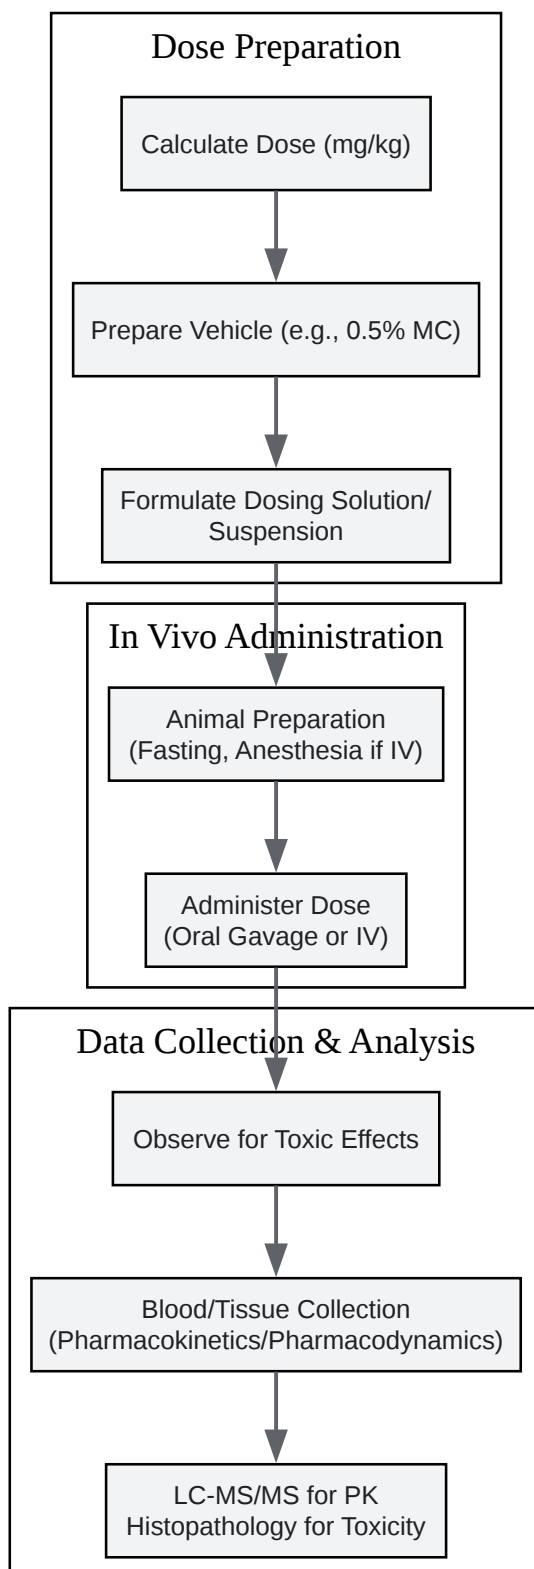 Dose Preparation
Calculate Dose (mg/kg)
Prepare Vehicle (e.g., 0.5% MC)
Formulate Dosing Solution/
Suspension
In Vivo Administration
Animal Preparation
(Fasting, Anesthesia if IV)
Administer Dose
(Oral Gavage or IV)
Data Collection & Analysis
Observe for Toxic Effects
Blood/Tissue Collection
(Pharmacokinetics/Pharmacodynamics)
LC-MS/MS for PK
Histopathology for Toxicity